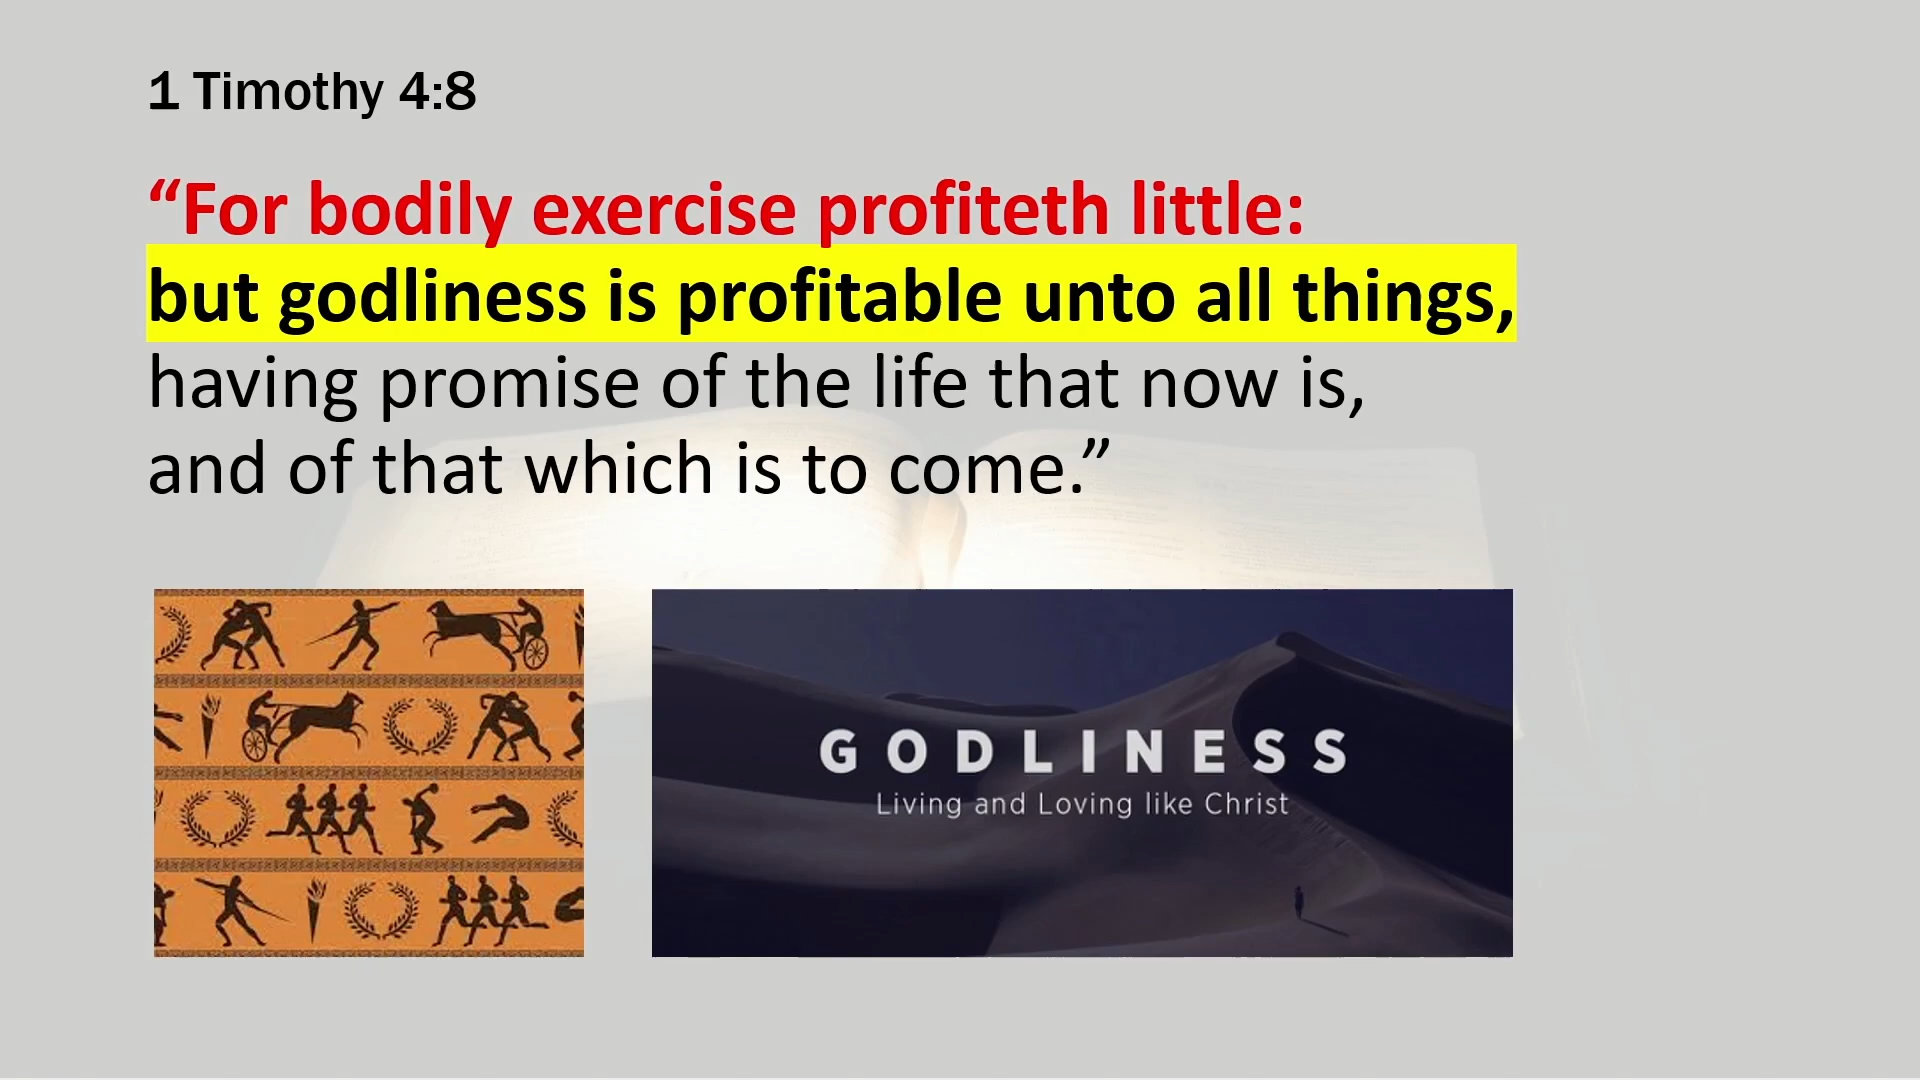 1 Timothy 4:8
“For bodily exercise profiteth little:
but godliness is profitable unto all things,
having promise of the life that now is,
and of that which is to come.”
GODLINESS
Living and Loving like Christ